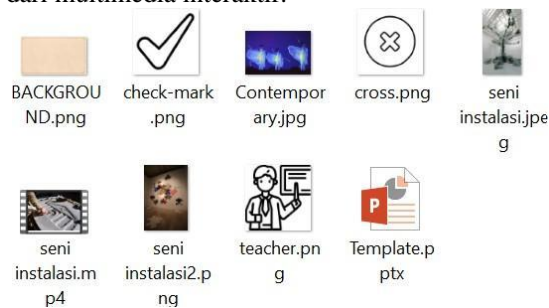 dari multimedia interaktif.
BACKGROU
ND.png
check-mark
.png
Contempor
ary.jpg
cross.png
seni
instalasi.jpe
g
seni
instalasi.m
p4
seni
instalasi2.p
ng
teacher.pn
g
P
Template.p
ptx